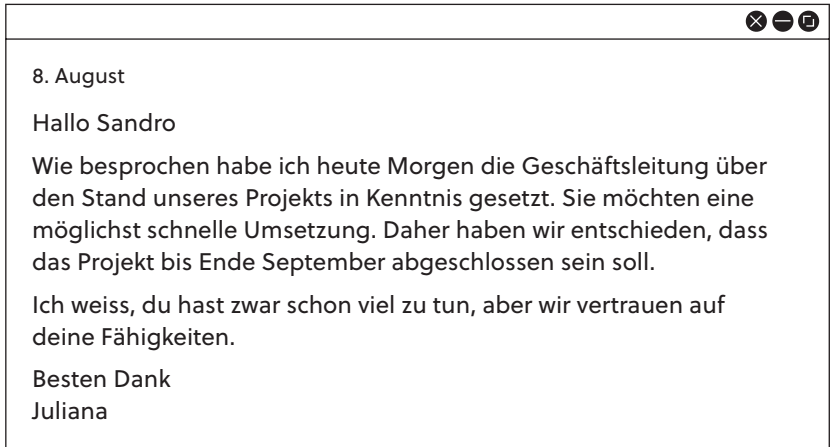 8. August
Hallo Sandro
Wie besprochen habe ich heute Morgen die Geschäftsleitung über
den Stand unseres Projekts in Kenntnis gesetzt. Sie möchten eine
möglichst schnelle Umsetzung. Daher haben wir entschieden, dass
das Projekt bis Ende September abgeschlossen sein soll.
Ich weiss, du hast zwar schon viel zu tun, aber wir vertrauen auf
deine Fähigkeiten.
Besten Dank
Juliana